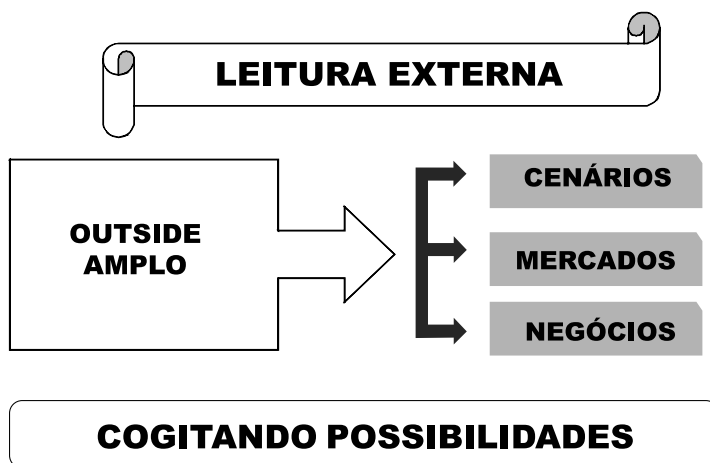 LEITURA EXTERNA
OUTSIDE
AMPLO
CENÁRIOS
MERCADOS
NEGÓCIOS
COGITANDO POSSIBILIDADES